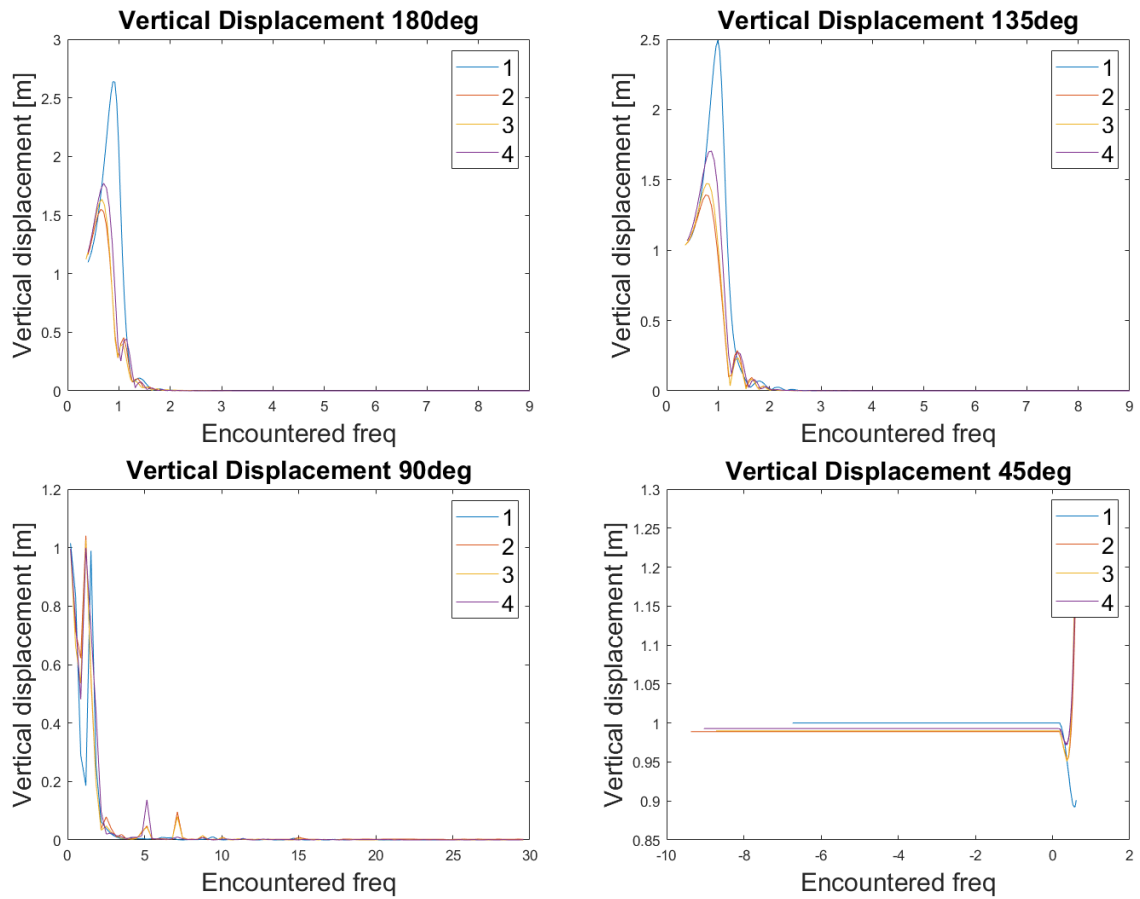 Vertical Displacement 180deg
Vertical displacement [m]
3
2.5
2
1.5
1
0.5
0
0 1 2 3 4 5 6 7 8 9
Encountered freq
1
2
3
4
Vertical Displacement 135deg
Vertical displacement [m]
2.5
2
1.5
1
0.5
0
0 1 2 3 4 5 6 7 8 9
Encountered freq
1
2
3
4
Vertical Displacement 90deg
Vertical displacement [m]
1.2
1
0.8
0.6
0.4
0.2
0
0 5 10 15 20 25 30
Encountered freq
1
2
3
4
Vertical Displacement 45deg
Vertical displacement [m]
1.3
1.25
1.2
1.15
1.1
1.05
1
0.95
0.9
0.85
-10 -8 -6 -4 -2 0 2
Encountered freq
1
2
3
4